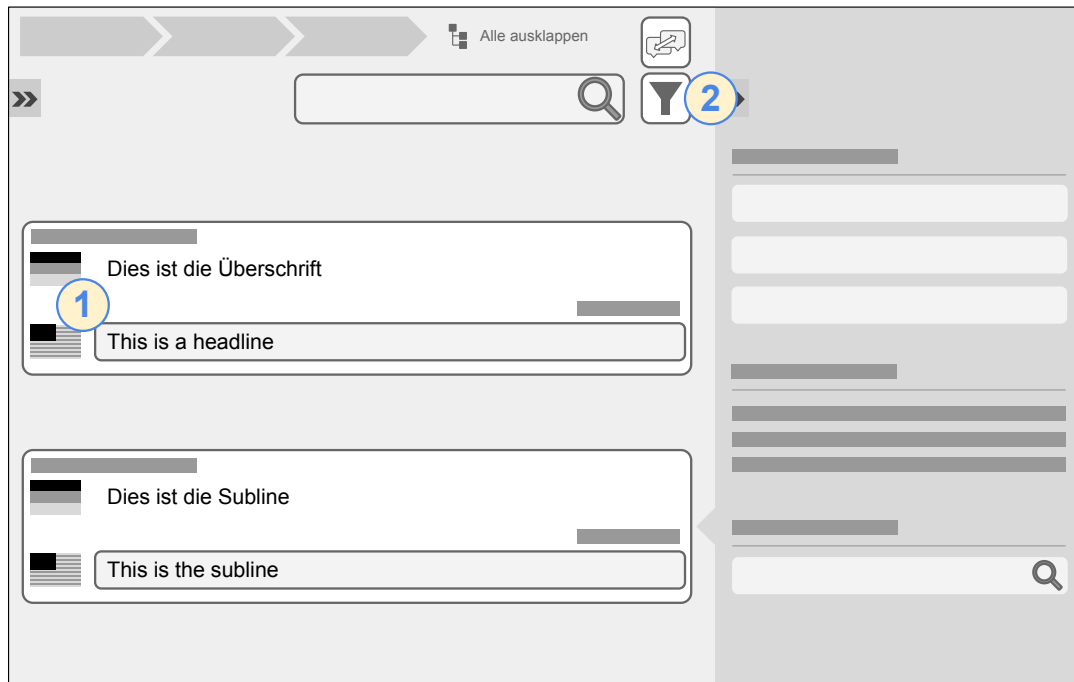 Alle ausklappen
2
Dies ist die Überschrift
1
This is a headline
Dies ist die Subline
This is the subline